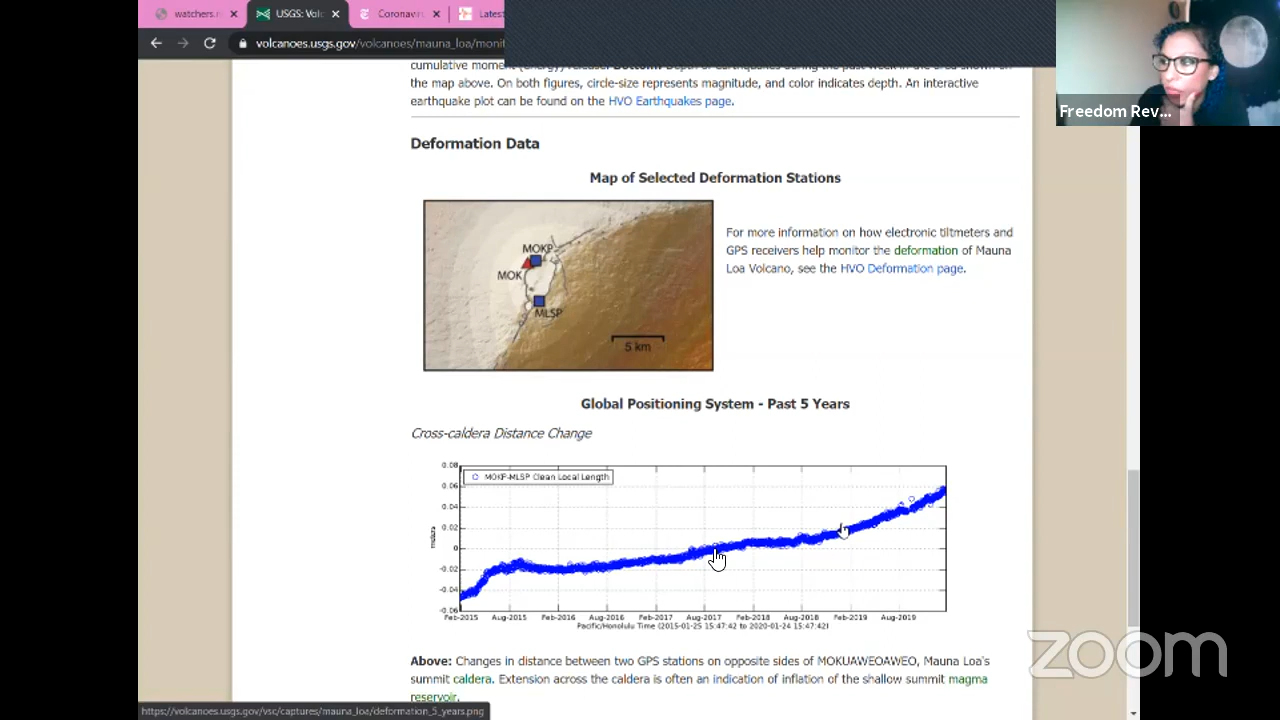 watchers.n
USGS: Volc
Coronavir
Latest
volcanoes.usgs.gov/volcanoes/mauna_loa/monit
the map above. On both figures, circle-size represents magnitude, and color indicates depth. An interactive
earthquake plot can be found on the HVO Earthquakes page.
Freedom Rev...
Deformation Data
Map of Selected Deformation Stations
MOKP
MOK
MLSP
5 km
For more information on how electronic tiltmeters and
GPS receivers help monitor the deformation of Mauna
Loa Volcano, see the HVO Deformation page.
Global Positioning System - Past 5 Years
Cross-caldera Distance Change
MOKP-MLSP Clean Local Length
meters
0.08
0.06
0.04
0.02
0
-0.02
-0.04
-0.06
Feb-2015 Aug-2015 Feb-2016 Aug-2016 Feb-2017 Aug-2017 Feb-2018 Aug-2018 Feb-2019 Aug-2019
Pacific/Honolulu Time (2015-01-25 15:47:42 to 2020-01-24 15:47:42)
Above: Changes in distance between two GPS stations on opposite sides of MOKUAWEOAWEO, Mauna Loa's
summit caldera. Extension across the caldera is often an indication of inflation of the shallow summit magma
reservoir.
https://volcanoes.usgs.gov/vsc/captures/mauna_loa/deformation_5_years.png
zoom